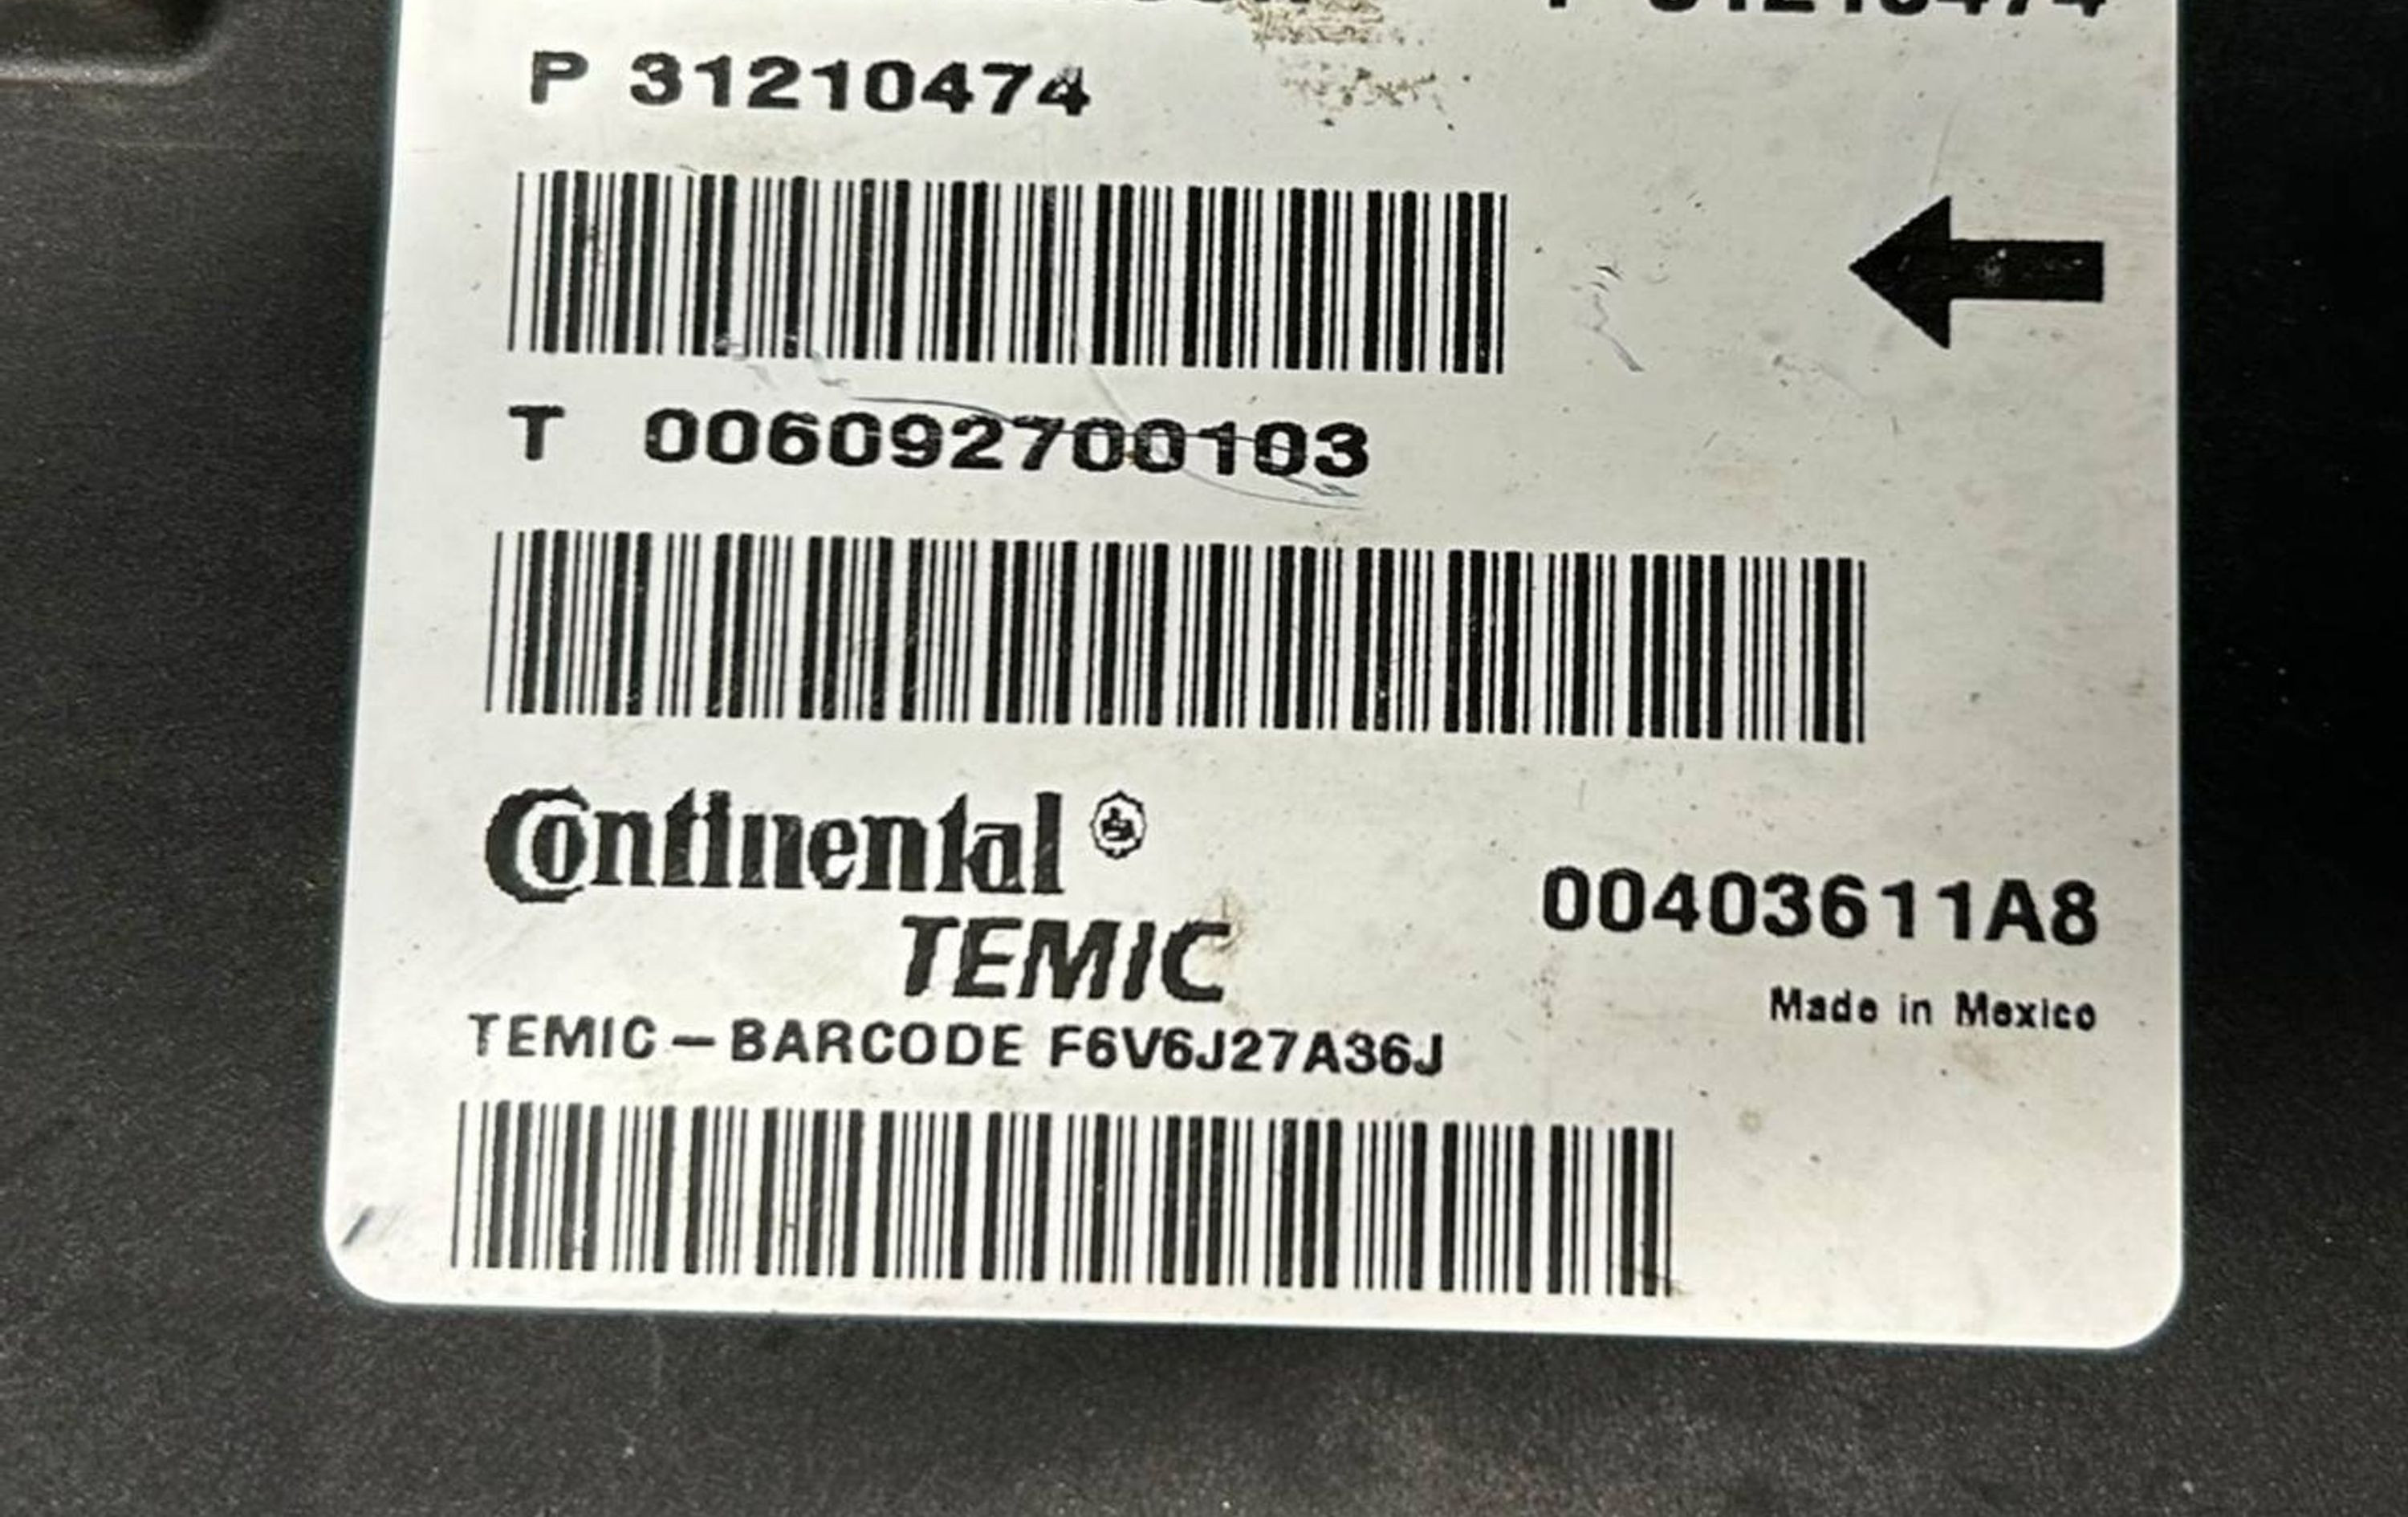 P 31210474
T 006092700103
Continental
TEMIC
00403611A8
Made in Mexico
TEMIC-BARCODE F6V6J27A36J